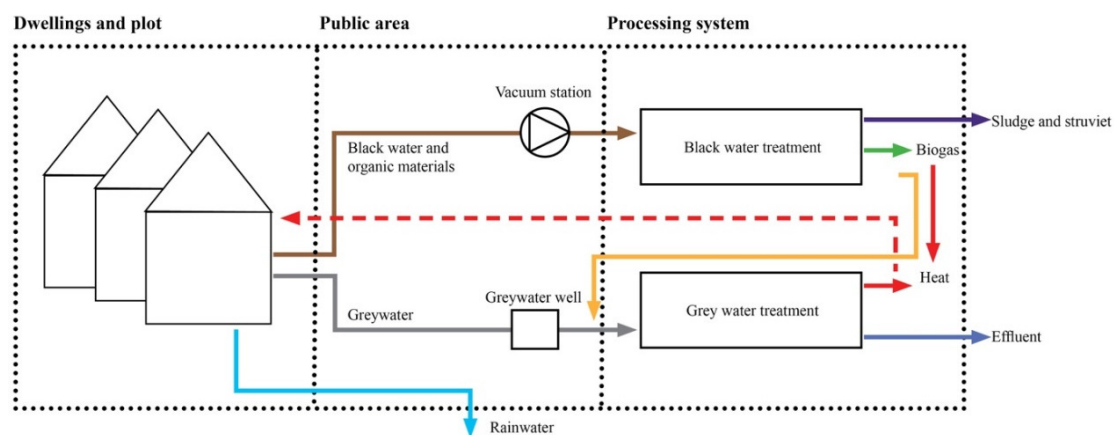 Dwellings and plot
Public area
Processing system
Vacuum station
Black water and
organic materials
Black water treatment
Sludge and struviet
Biogas
Heat
Greywater well
Greywater
Grey water treatment
Effluent
Rainwater